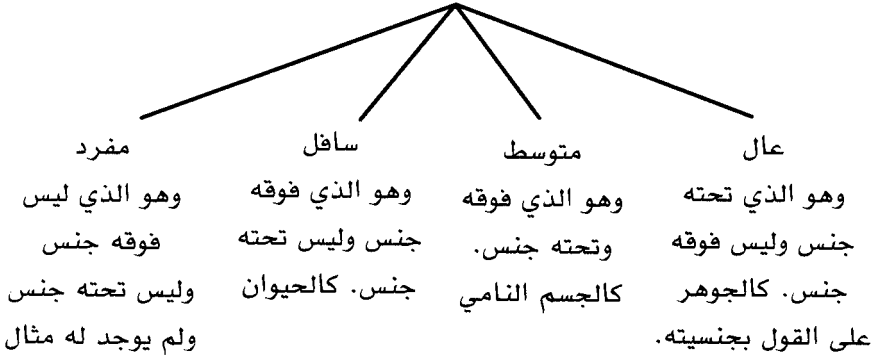 عال
وهو الذي تحته
جنس وليس فوقه
جنس. كالجوهر
على القول بجنسيته.
متوسط
وهو الذي فوقه
وتحته جنس.
كالجسم النامي
سافل
وهو الذي فوقه
جنس وليس تحته
جنس. كالحيوان
مفرد
وهو الذي ليس
فوقه جنس
وليس تحته جنس
ولم يوجد له مثال